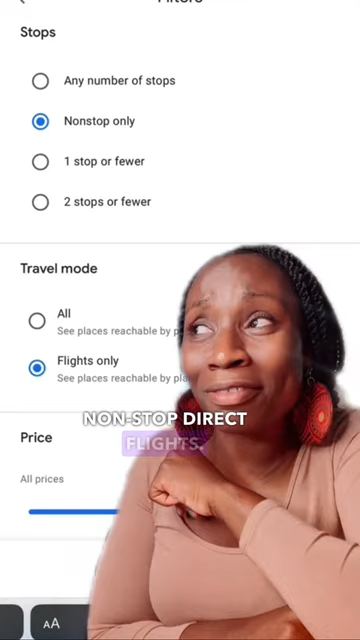 Filters
Stops
Any number of stops
Nonstop only
1 stop or fewer
2 stops or fewer
Travel mode
All
See places reachable by
Flights only
See places reachable by
NON-STOP DIRECT
FLIGHTS.
Price
All prices
AA